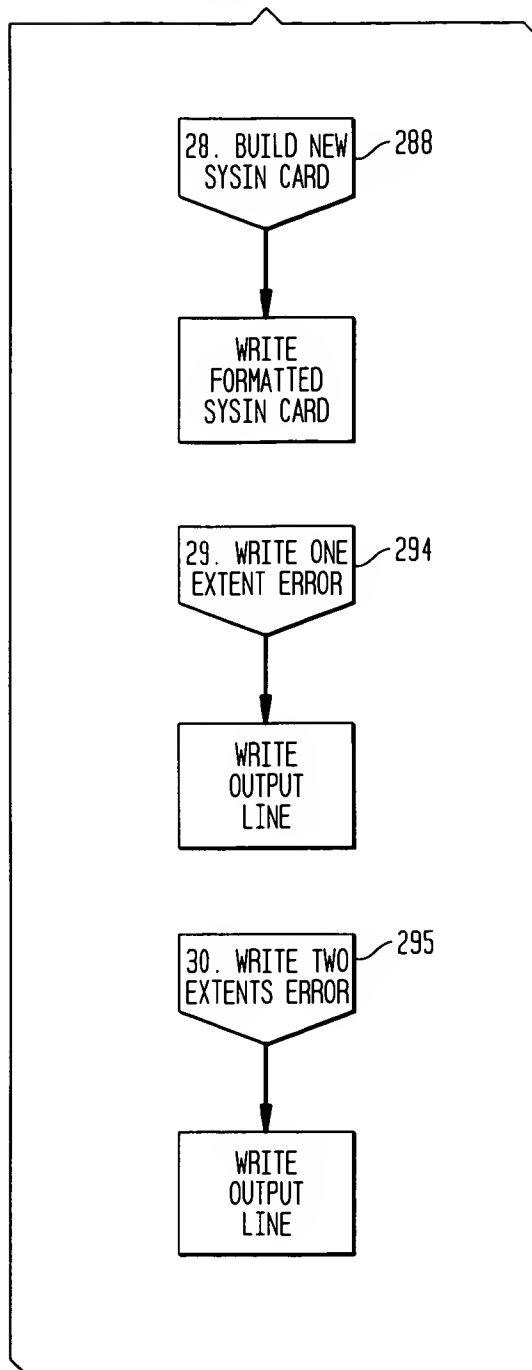 28. BUILD NEW
SYSIN CARD
288
WRITE
FORMATTED
SYSIN CARD
29. WRITE ONE
EXTENT ERROR
294
WRITE
OUTPUT
LINE
30. WRITE TWO
EXTENTS ERROR
295
WRITE
OUTPUT
LINE